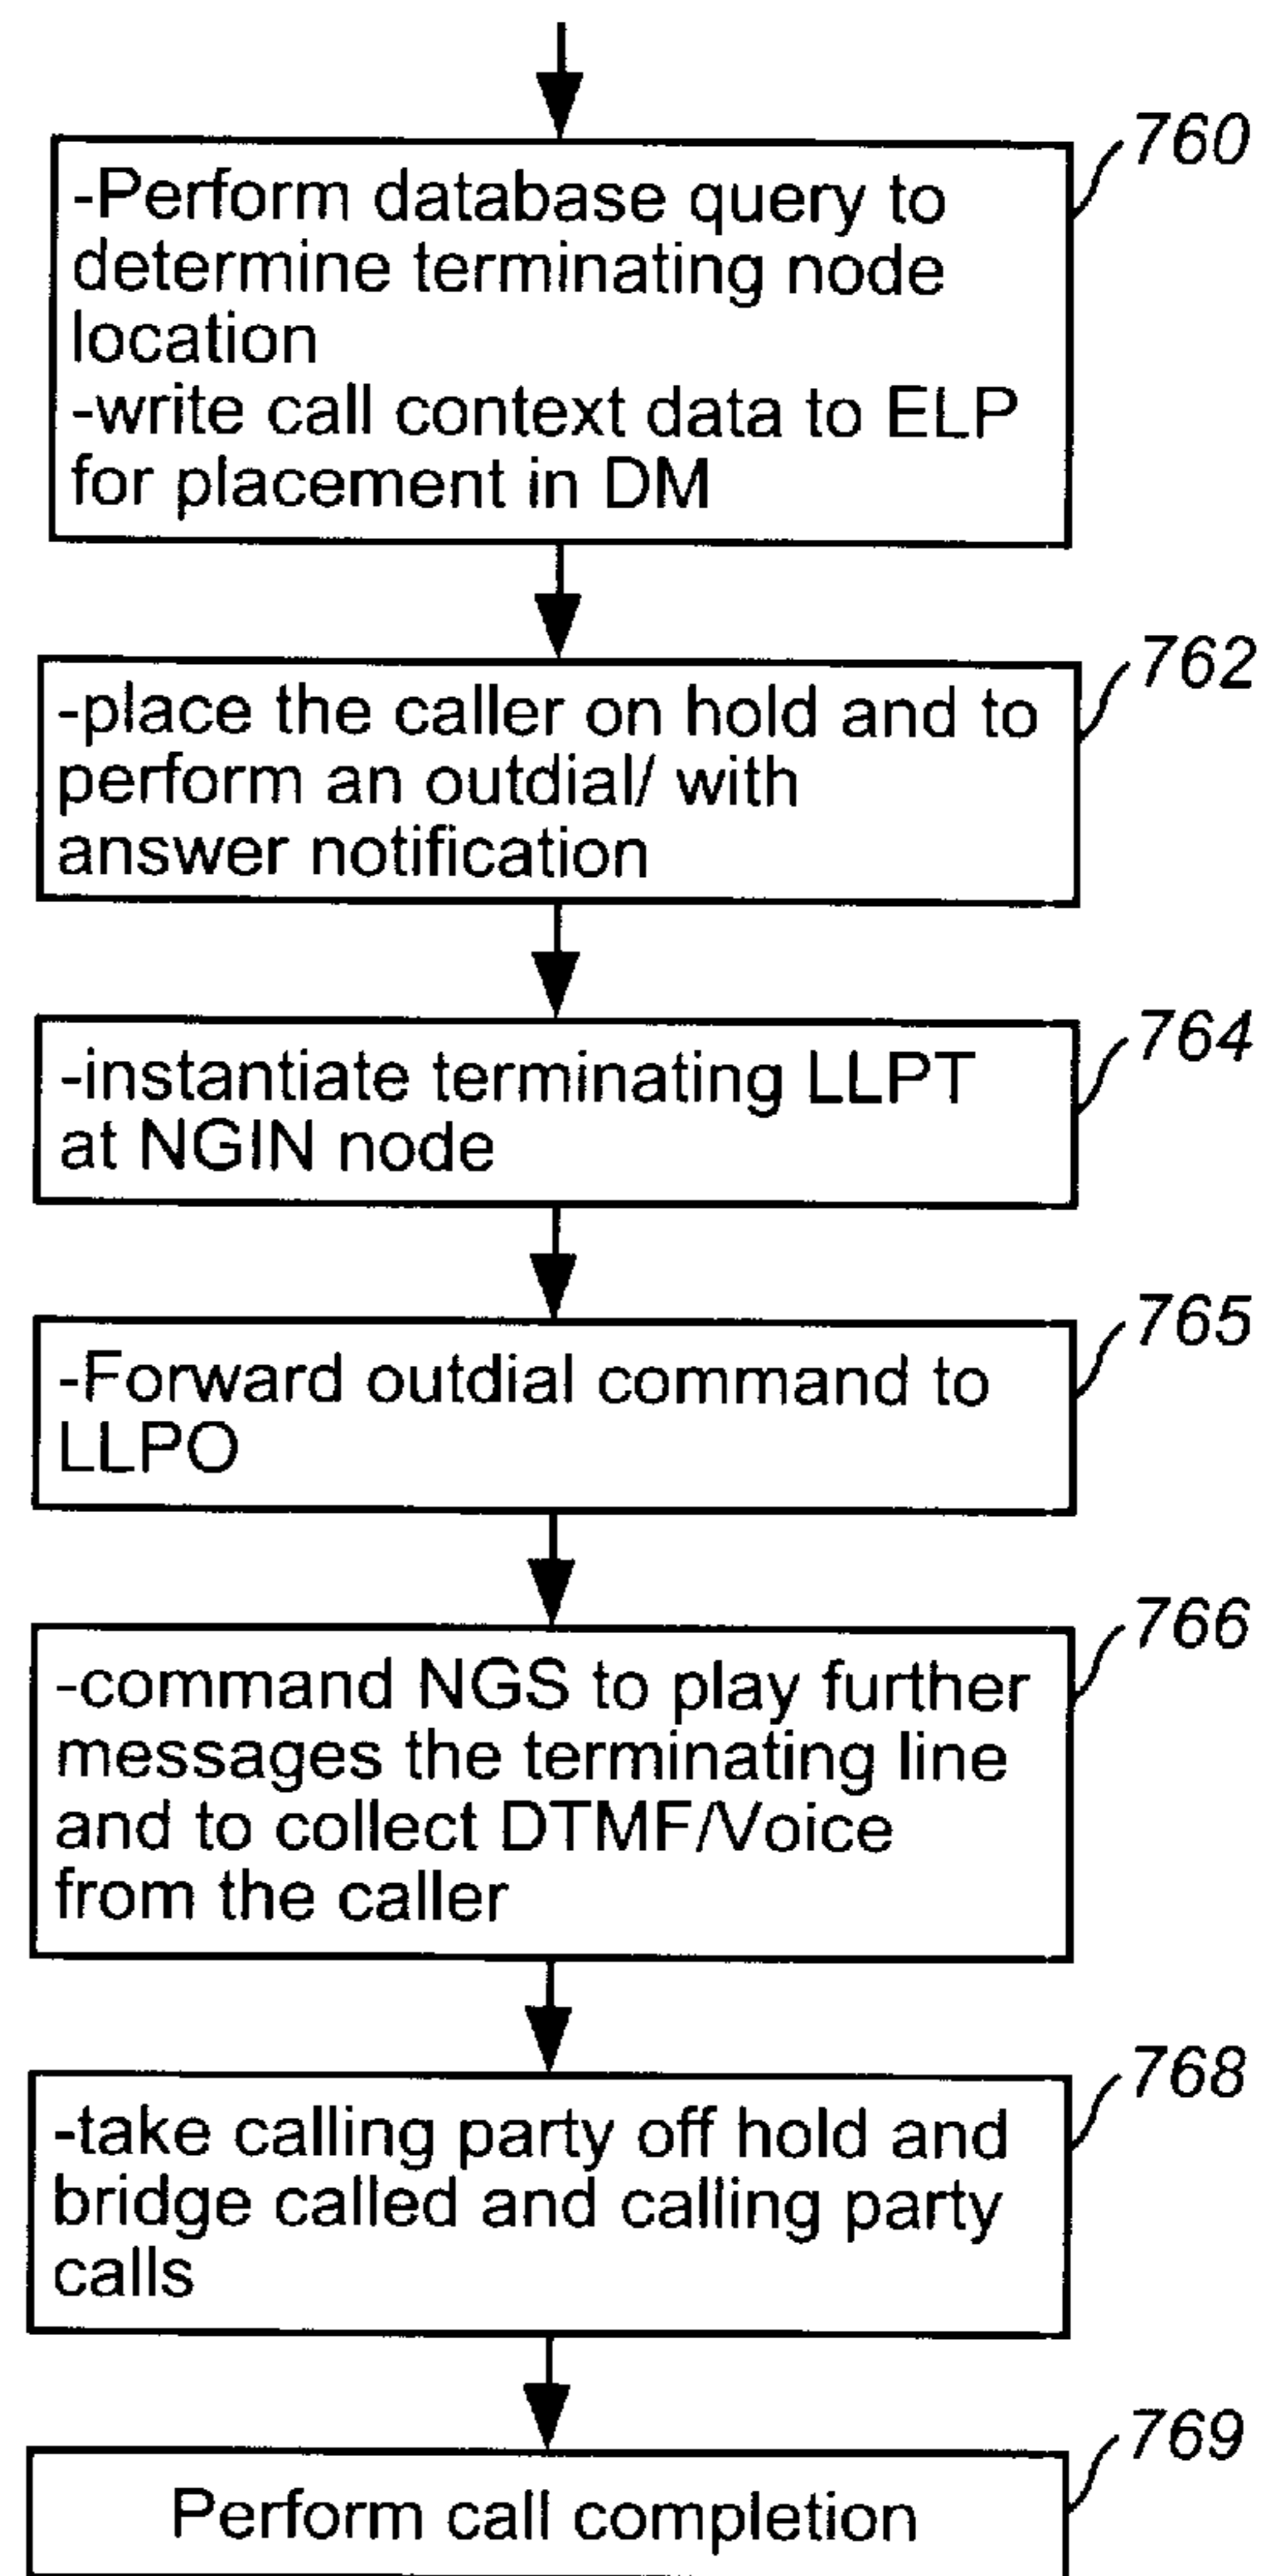 760
-Perform database query to
determine terminating node
location
-write call context data to ELP
for placement in DM
762
-place the caller on hold and to
perform an outdial/ with
answer notification
764
-instantiate terminating LLPT
at NGIN node
765
-Forward outdial command to
LLPO
766
-command NGS to play further
messages the terminating line
and to collect DTMF/Voice
from the caller
768
-take calling party off hold and
bridge called and calling party
calls
769
Perform call completion